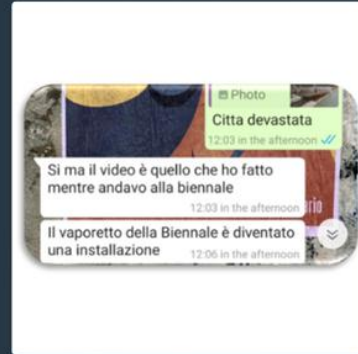 Photo
Citta devastata
12:03 in the afternoon
Si ma il video è quello che ho fatto
mentre andavo alla biennale
12:03 in the afternoon
Il vaporetto della Biennale è diventato
una installazione
12:06 in the afternoon